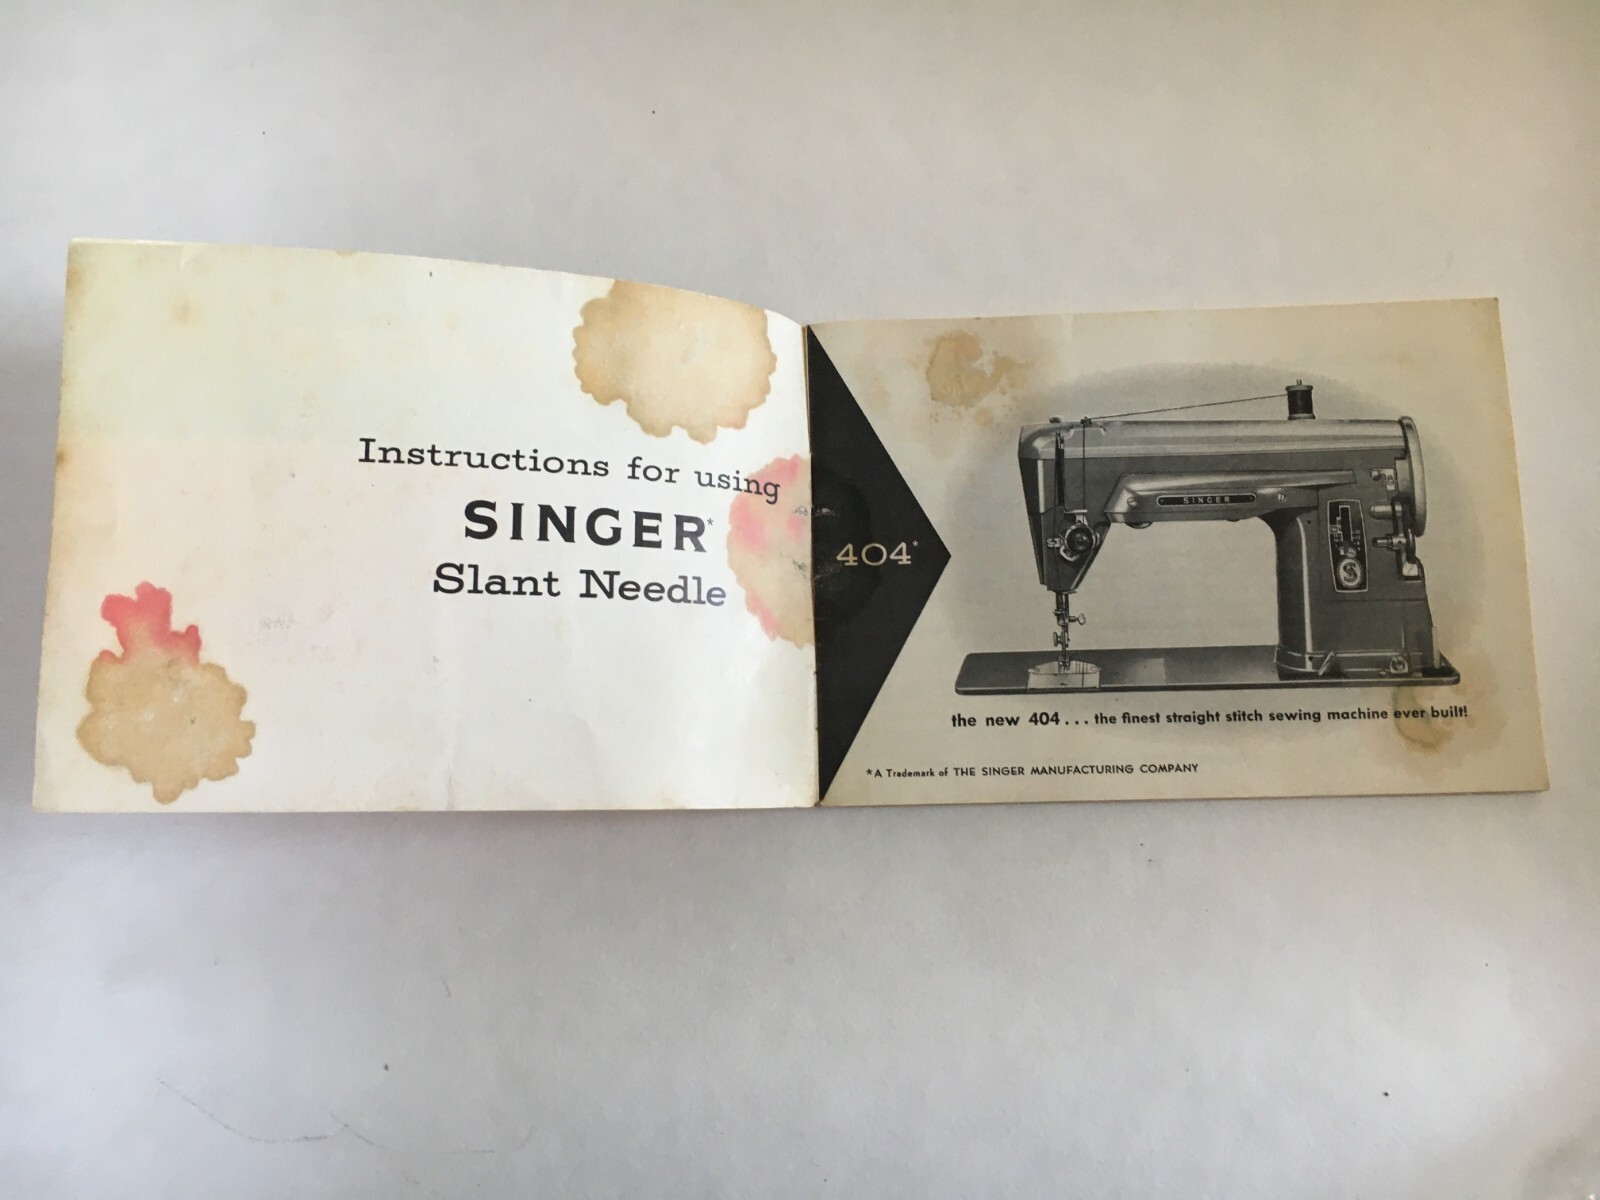 Instructions for using
SINGER*
Slant Needle
404*
SINGER
the new 404... the finest straight stitch sewing machine ever built!
*A Trademark of THE SINGER MANUFACTURING COMPANY